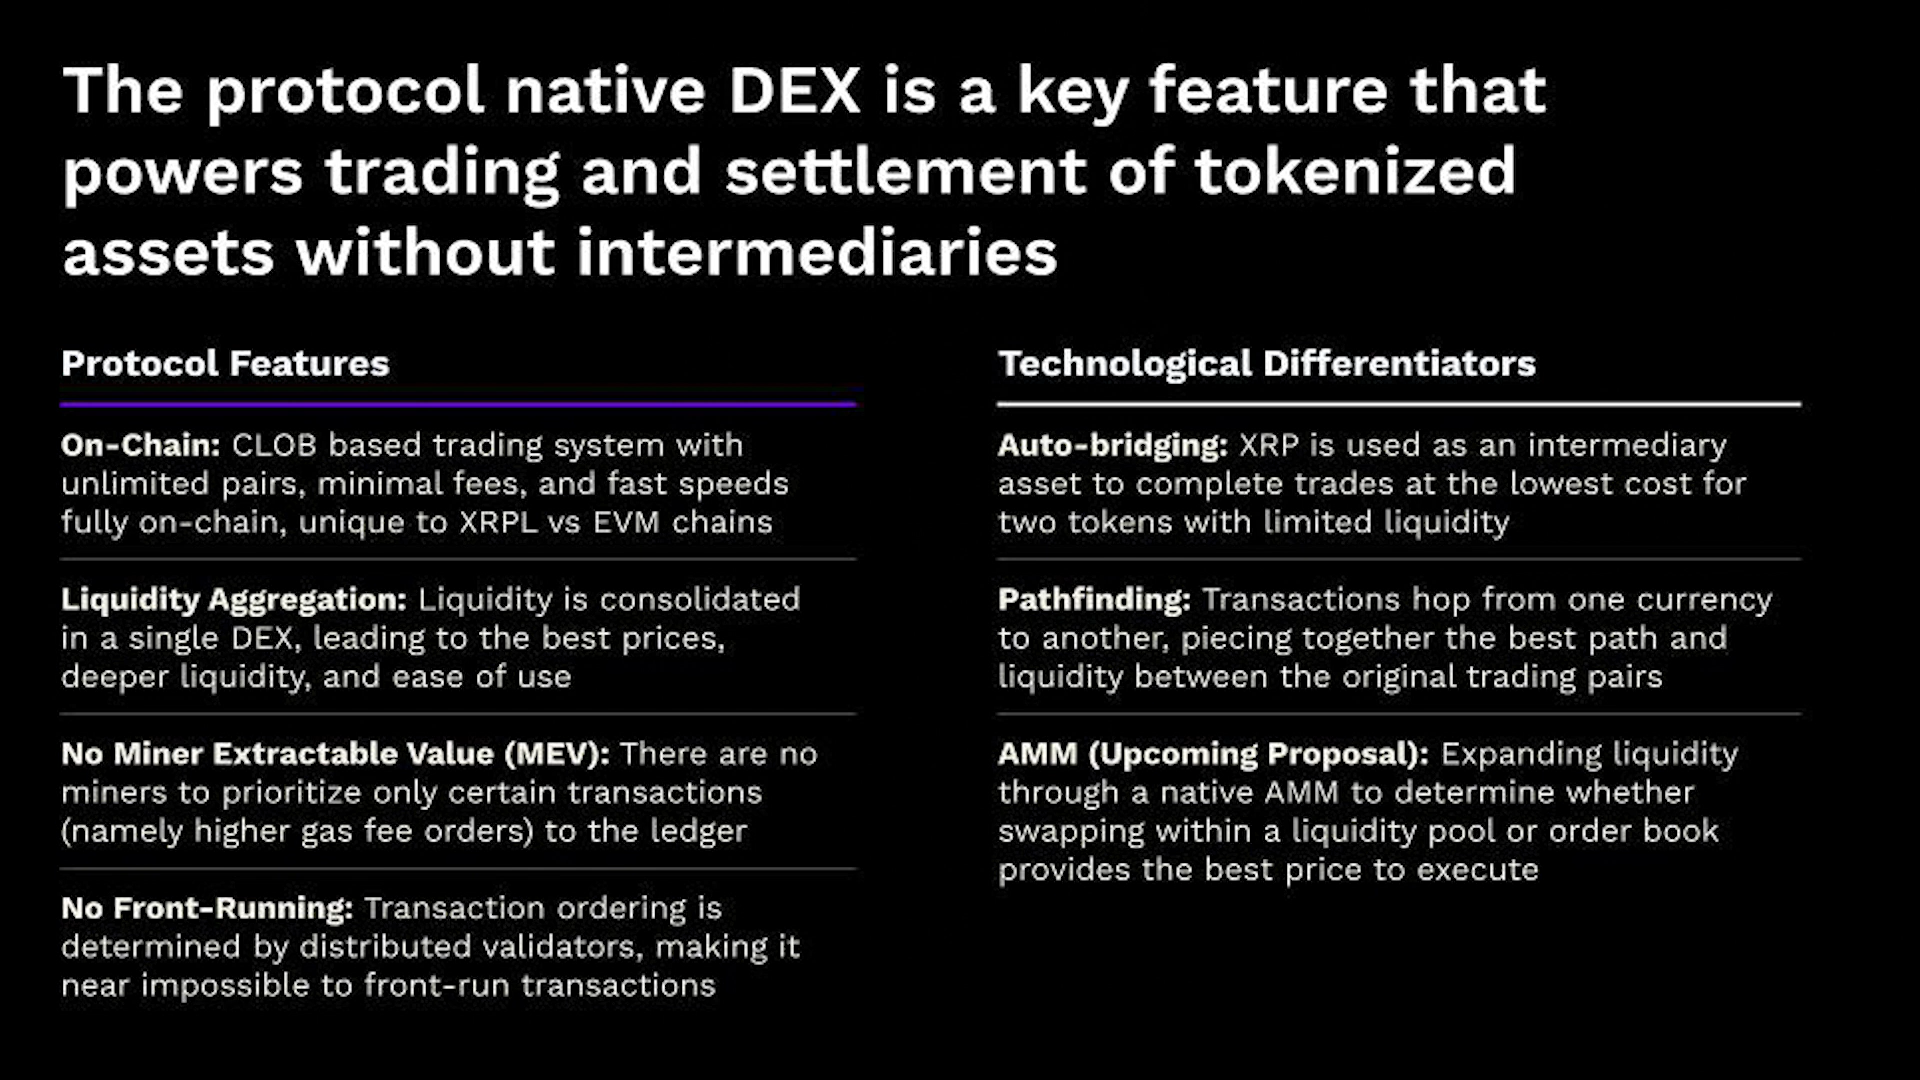 The protocol native DEX is a key feature that
powers trading and settlement of tokenized
assets without intermediaries
Protocol Features
On-Chain: CLOB based trading system with
unlimited pairs, minimal fees, and fast speeds
fully on-chain, unique to XRPL vs EVM chains
Liquidity Aggregation: Liquidity is consolidated
in a single DEX, leading to the best prices,
deeper liquidity, and ease of use
No Miner Extractable Value (MEV): There are no
miners to prioritize only certain transactions
(namely higher gas fee orders) to the ledger
No Front-Running: Transaction ordering is
determined by distributed validators, making it
near impossible to front-run transactions
Technological Differentiators
Auto-bridging: XRP is used as an intermediary
asset to complete trades at the lowest cost for
two tokens with limited liquidity
Pathfinding: Transactions hop from one currency
to another, piecing together the best path and
liquidity between the original trading pairs
AMM (Upcoming Proposal): Expanding liquidity
through a native AMM to determine whether
swapping within a liquidity pool or order book
provides the best price to execute